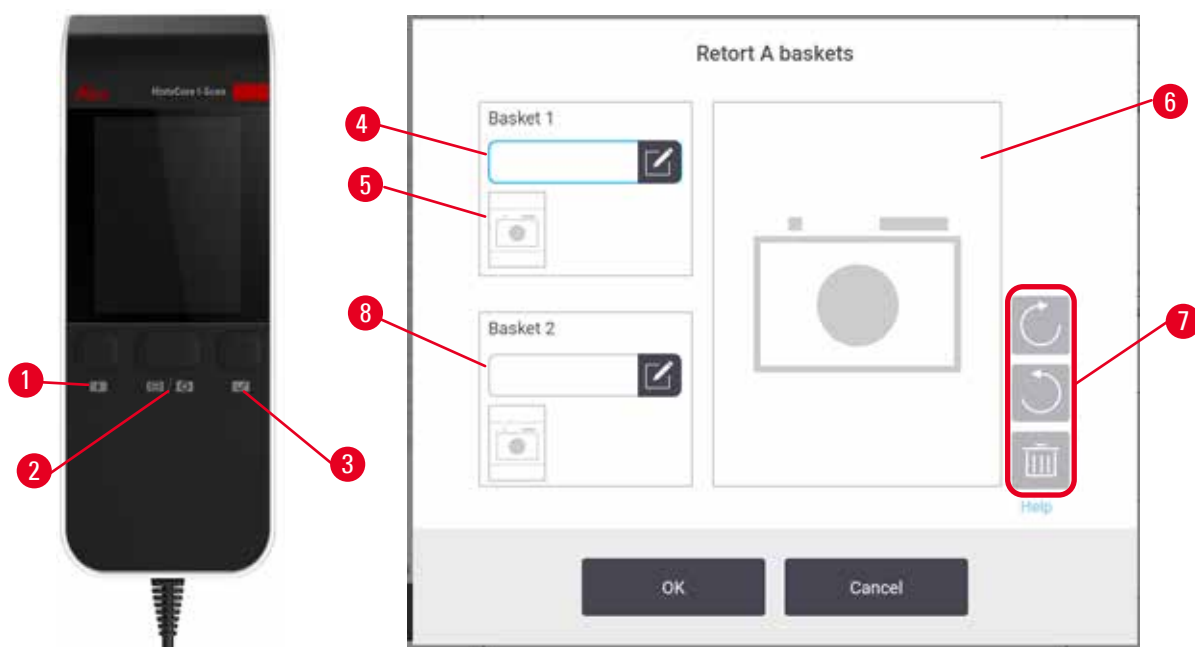 Leica
HistoCore I-Scan
1
2
3
Retort A baskets
Basket 1
4
5
6
Basket 2
8
7
Help
OK
Cancel